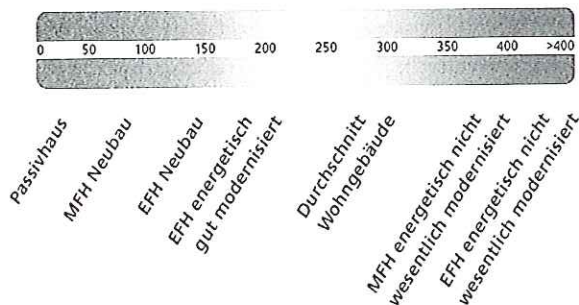 0 50 100 150 200 250 300 350 400 >400
Passivhaus
MFH Neubau
EFH Neubau
EFH energetisch
gut modernisiert
Durchschnitt
Wohngebäude
MFH energetisch nicht
wesentlich modernisiert
EFH energetisch nicht
wesentlich modernisiert